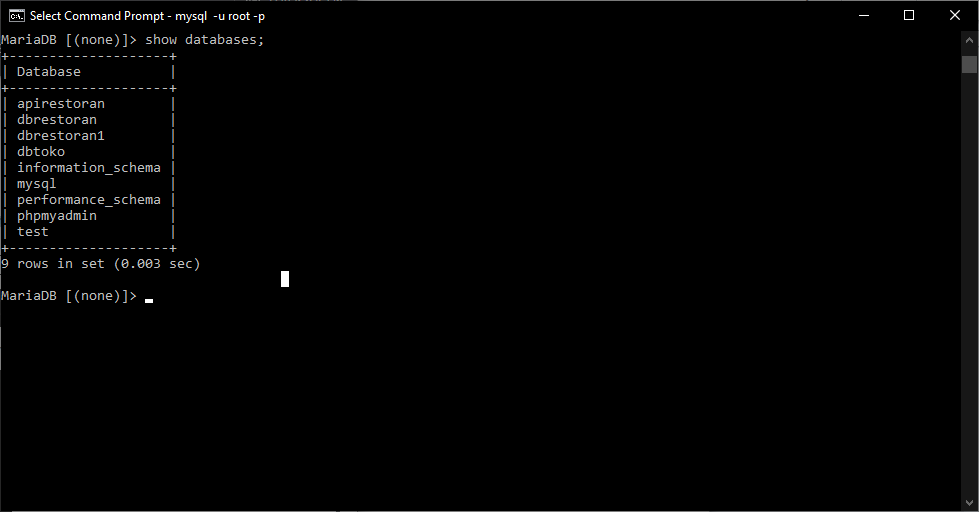 Select Command Prompt - mysql  -u root -p
MariaDB [(none)]> show databases;
+--------------------+
| Database           |
+--------------------+
| apirestoran        |
| dbrestoran         |
| dbrestoran1        |
| dbtoko             |
| information_schema |
| mysql              |
| performance_schema |
| phpmyadmin         |
| test               |
+--------------------+
9 rows in set (0.003 sec)
MariaDB [(none)]>